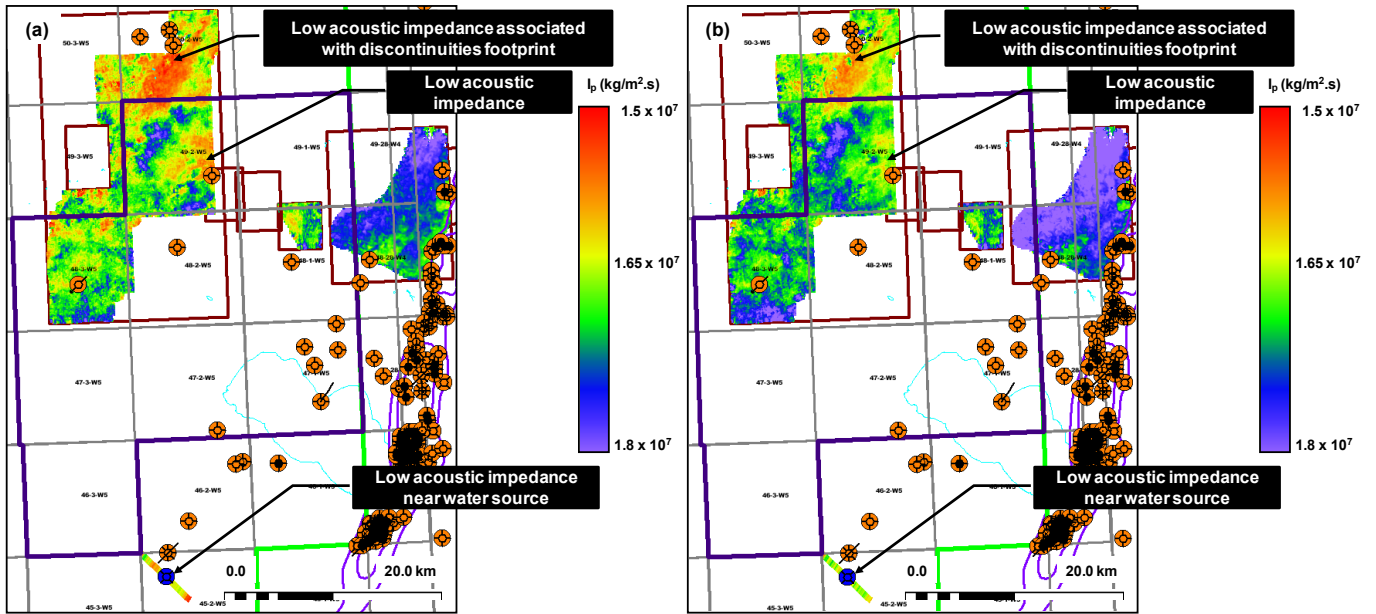 (a)
50-3-W5
Low acoustic impedance associated
with discontinuities footprint
Low acoustic
impedance
Ip (kg/m².s)
1.5 x 10⁷
1.65 x 10⁷
1.8 x 10⁷
49-3-W5
49-2-W5
49-1-W5
49-28-W4
48-3-W5
48-2-W5
48-1-W5
48-28-W4
47-3-W5
47-2-W5
46-3-W5
46-2-W5
Low acoustic impedance
near water source
0.0
20.0 km
45-3-W5
45-2-W5
(b)
50-3-W5
Low acoustic impedance associated
with discontinuities footprint
Low acoustic
impedance
Ip (kg/m².s)
1.5 x 10⁷
1.65 x 10⁷
1.8 x 10⁷
49-3-W5
49-2-W5
49-1-W5
49-28-W4
48-3-W5
48-2-W5
48-1-W5
48-28-W4
47-3-W5
47-2-W5
46-3-W5
46-2-W5
Low acoustic impedance
near water source
0.0
20.0 km
45-3-W5
45-2-W5